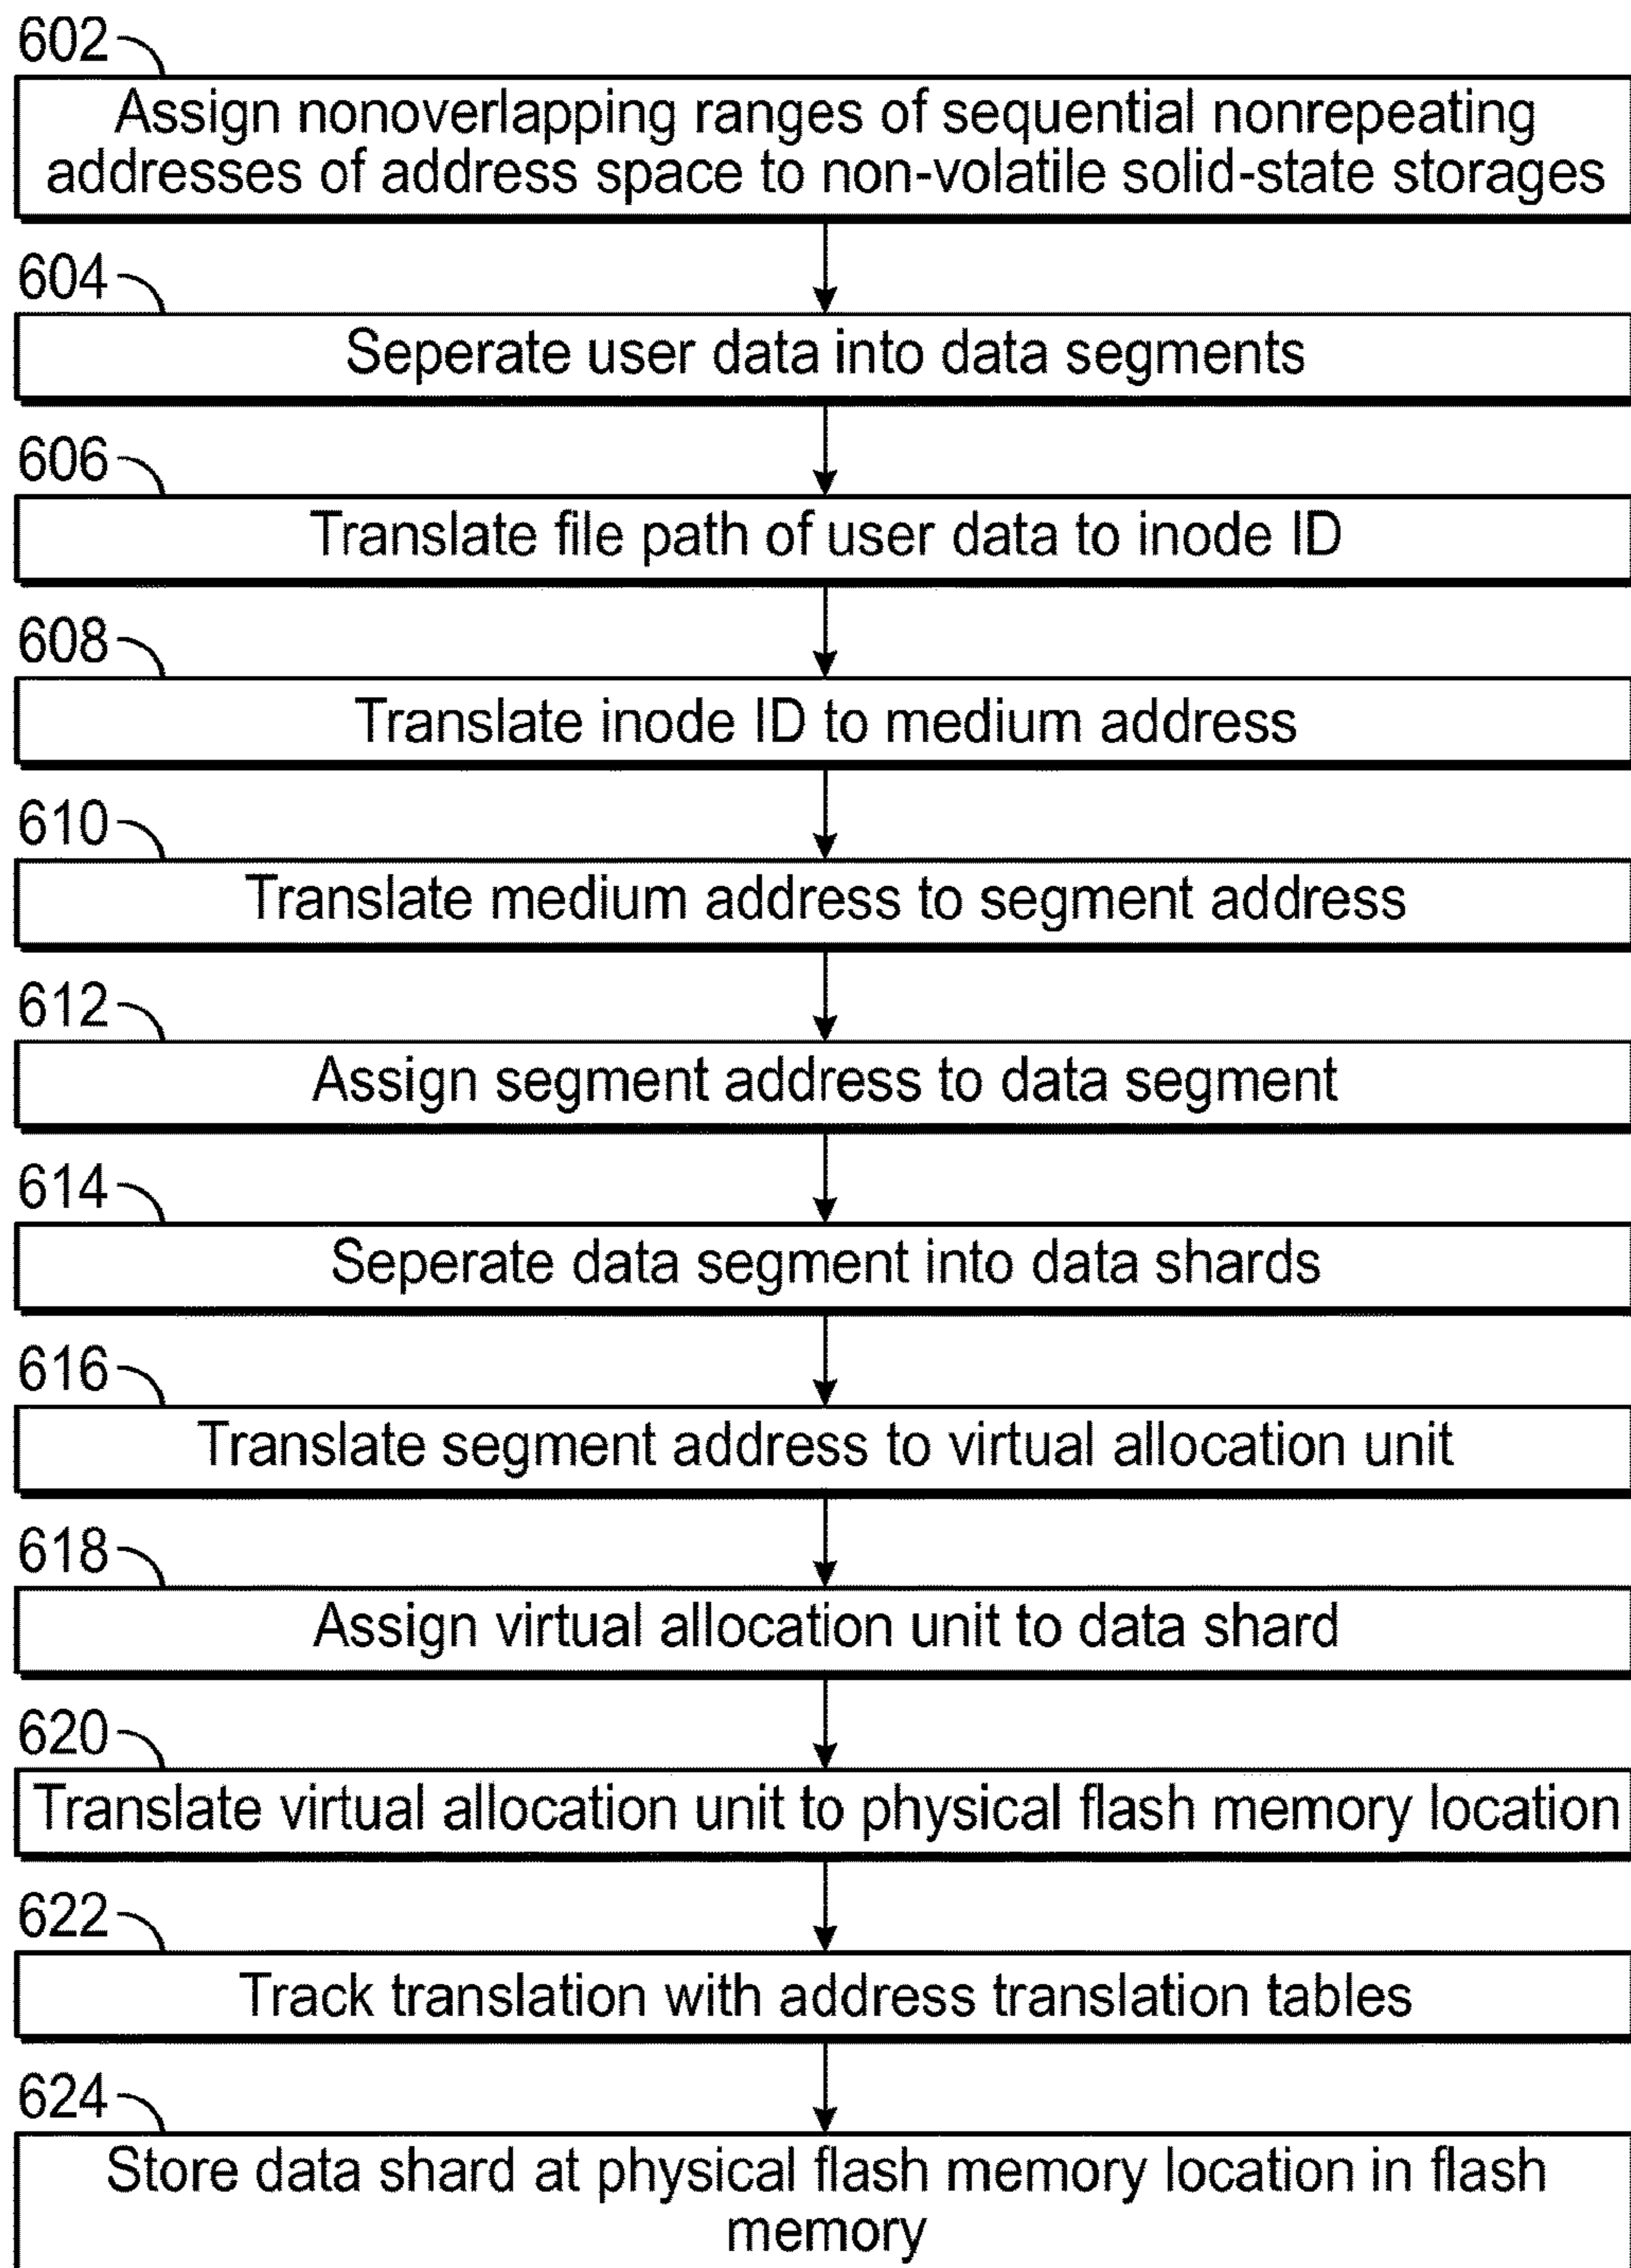 602
Assign nonoverlapping ranges of sequential nonrepeating
addresses of address space to non-volatile solid-state storages
604
Seperate user data into data segments
606
Translate file path of user data to inode ID
608
Translate inode ID to medium address
610
Translate medium address to segment address
612
Assign segment address to data segment
614
Seperate data segment into data shards
616
Translate segment address to virtual allocation unit
618
Assign virtual allocation unit to data shard
620
Translate virtual allocation unit to physical flash memory location
622
Track translation with address translation tables
624
Store data shard at physical flash memory location in flash
memory